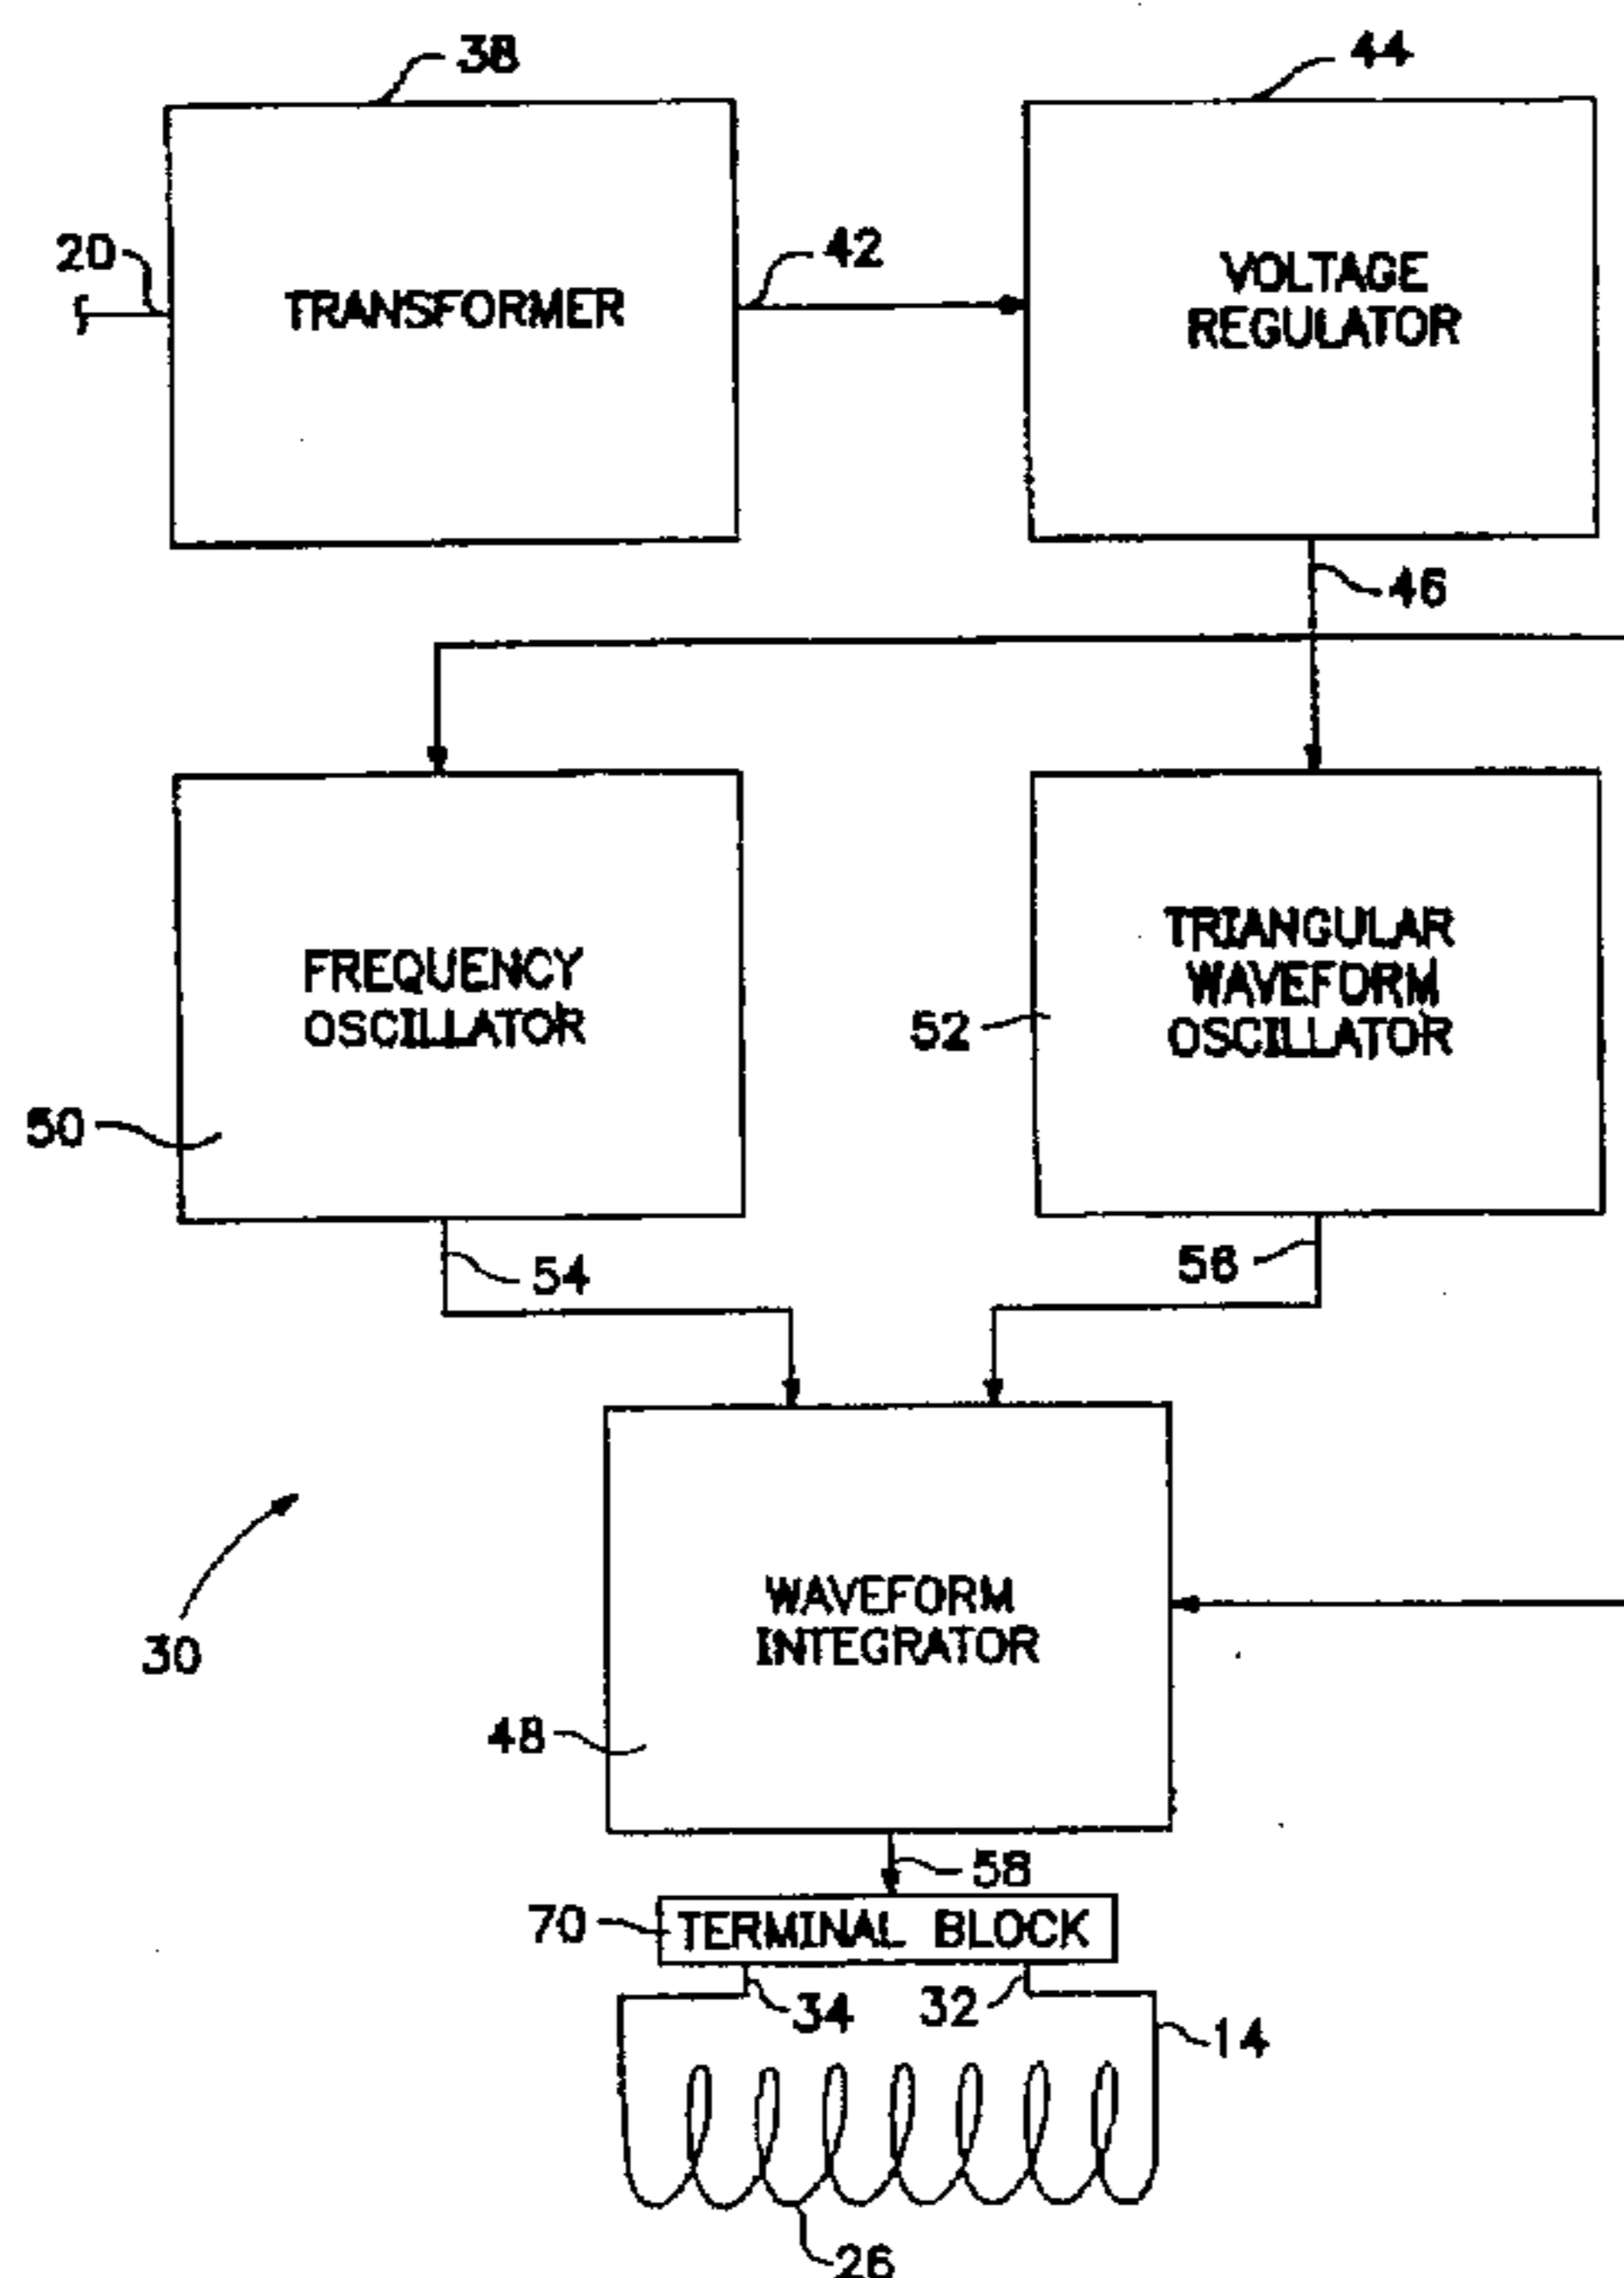 38
44
20
42
TRANSFORMER
VOLTAGE
REGULATOR
46
FREQUENCY
OSCILLATOR
TRIANGULAR
WAVEFORM
OSCILLATOR
52
50
54
56
WAVEFORM
INTEGRATOR
30
48
58
70
TERMINAL BLOCK
34
32
14
26